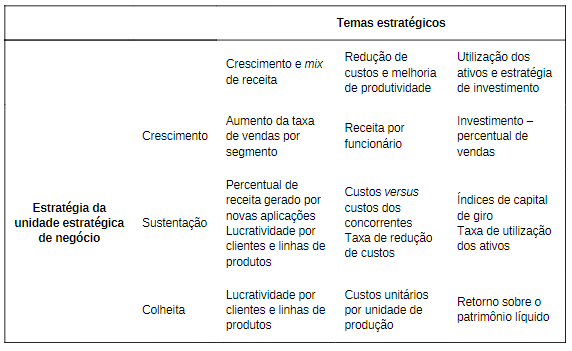 Temas estratégicos
Crescimento e mix
de receita
Redução de
custos e melhoria
de produtividade
Utilização dos
ativos e estratégia
de investimento
Estratégia da
unidade estratégica
de negócio
Crescimento
Aumento da taxa
de vendas por
segmento
Receita por
funcionário
Investimento –
percentual de
vendas
Sustentação
Percentual de
receita gerado por
novas aplicações
Lucratividade por
clientes e linhas de
produtos
Custos versus
custos dos
concorrentes
Taxa de redução
de custos
Índices de capital
de giro
Taxa de utilização
dos ativos
Colheita
Lucratividade por
clientes e linhas de
produtos
Custos unitários
por unidade de
produção
Retorno sobre o
patrimônio líquido